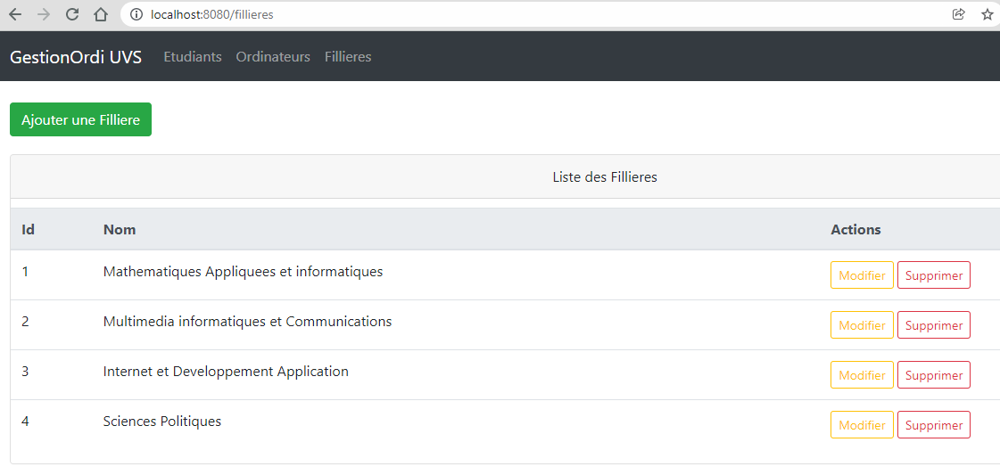 localhost:8080/fillieres
GestionOrdi UVS Etudiants Ordinateurs Fillieres
Ajouter une Filliere
Liste des Fillieres
Id Nom Actions
1 Mathematiques Appliquees et informatiques Modifier Supprimer
2 Multimedia informatiques et Communications Modifier Supprimer
3 Internet et Developpement Application Modifier Supprimer
4 Sciences Politiques Modifier Supprimer